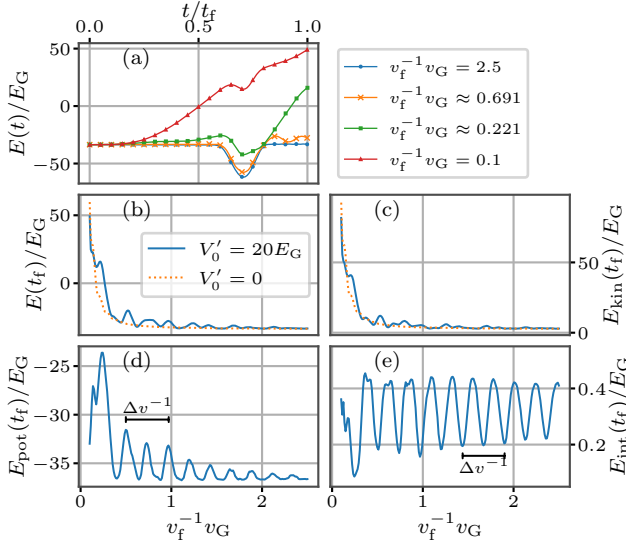 t/t_f
0.0 0.5 1.0
50
0
−50
E(t)/E_G
(a)
v_f^{-1}v_G = 2.5
v_f^{-1}v_G ≈ 0.691
v_f^{-1}v_G ≈ 0.221
v_f^{-1}v_G = 0.1
50
0
E(t_f)/E_G
(b)
V_0′ = 20E_G
V_0′ = 0
(c)
50
0
E_kin(t_f)/E_G
−25
−30
−35
E_pot(t_f)/E_G
(d)
Δv^{-1}
0 1 2
v_f^{-1}v_G
(e)
Δv^{-1}
0.4
0.2
E_int(t_f)/E_G
0 1 2
v_f^{-1}v_G